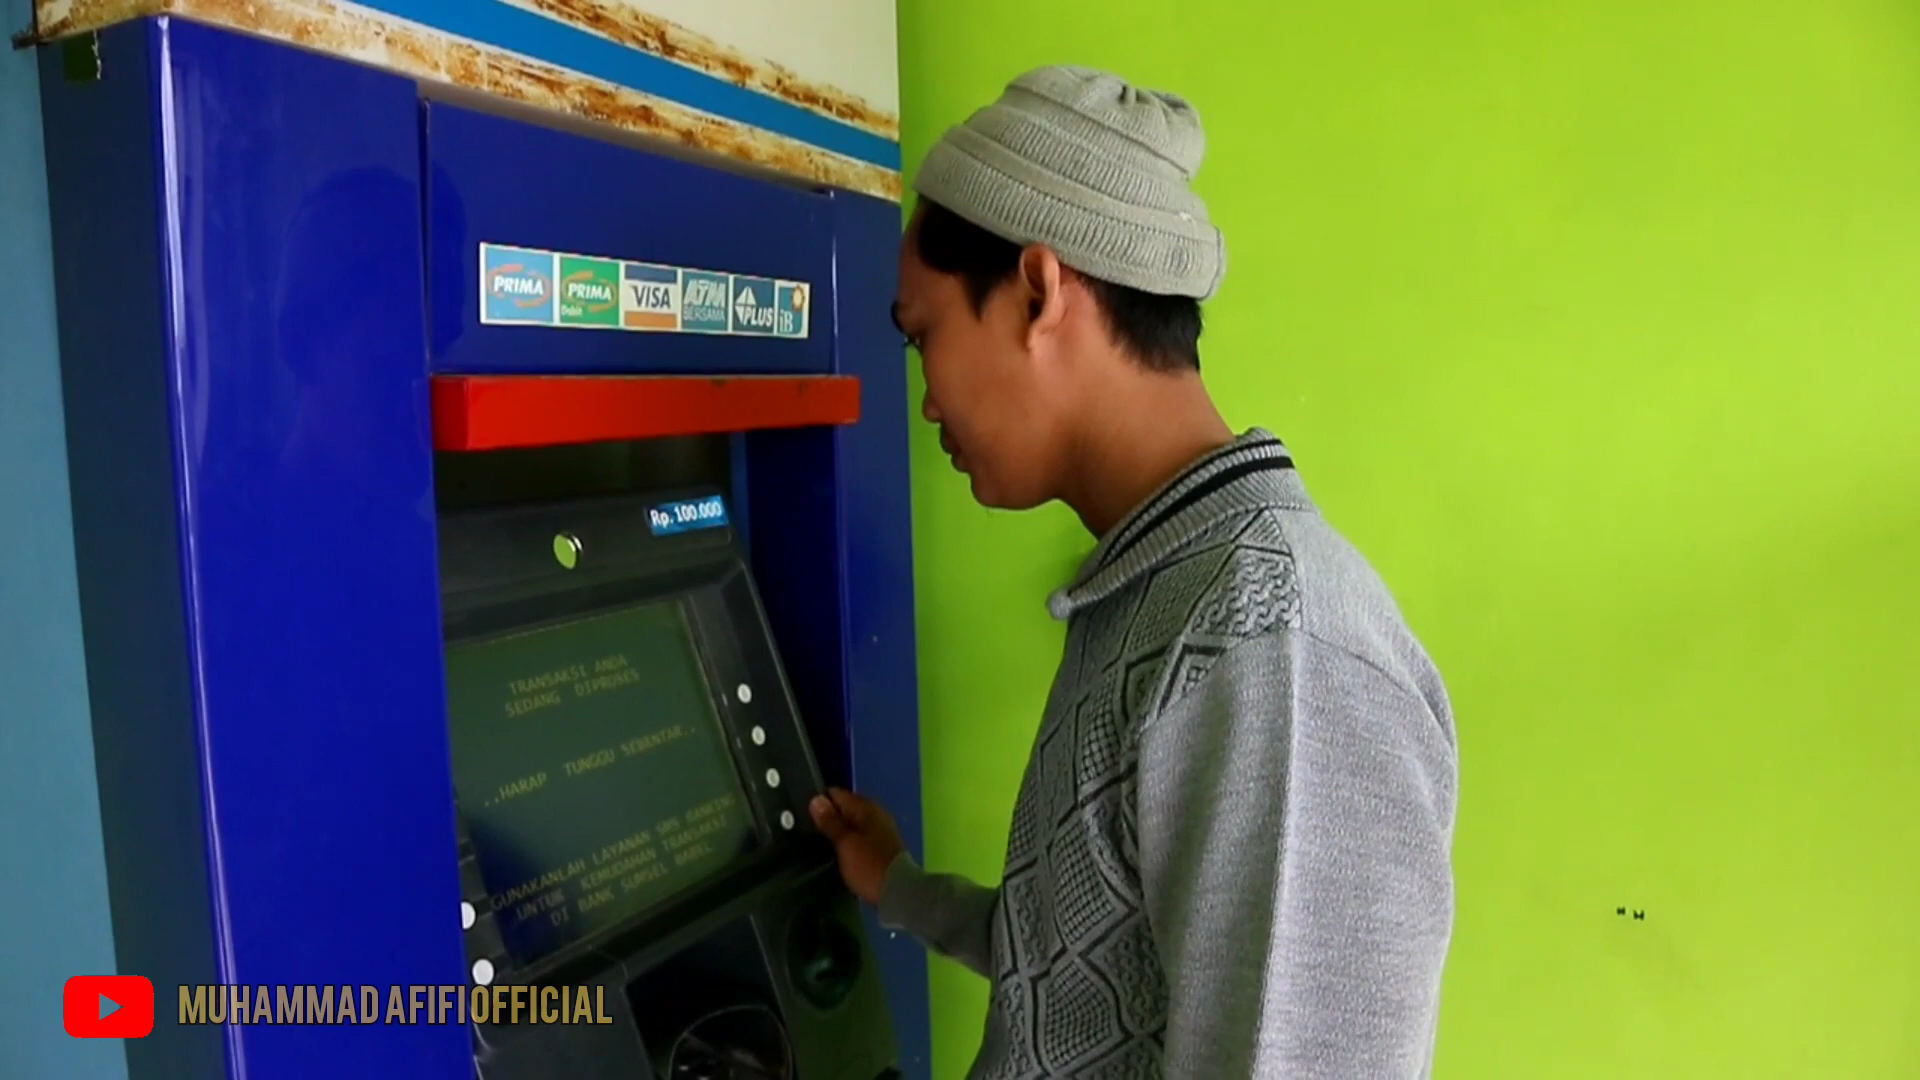 PRIMA
PRIMA
Debit
VISA
ATM
BERSAMA
PLUS
iB
Rp. 100.000
TRANSAKSI ANDA
SEDANG DIPROSES
..HARAP TUNGGU SEBENTAR..
GUNAKANLAH LAYANAN SMS BANKING
UNTUK KEMUDAHAN TRANSAKSI
DI BANK SUMSEL BABEL
MUHAMMAD AFIFI OFFICIAL